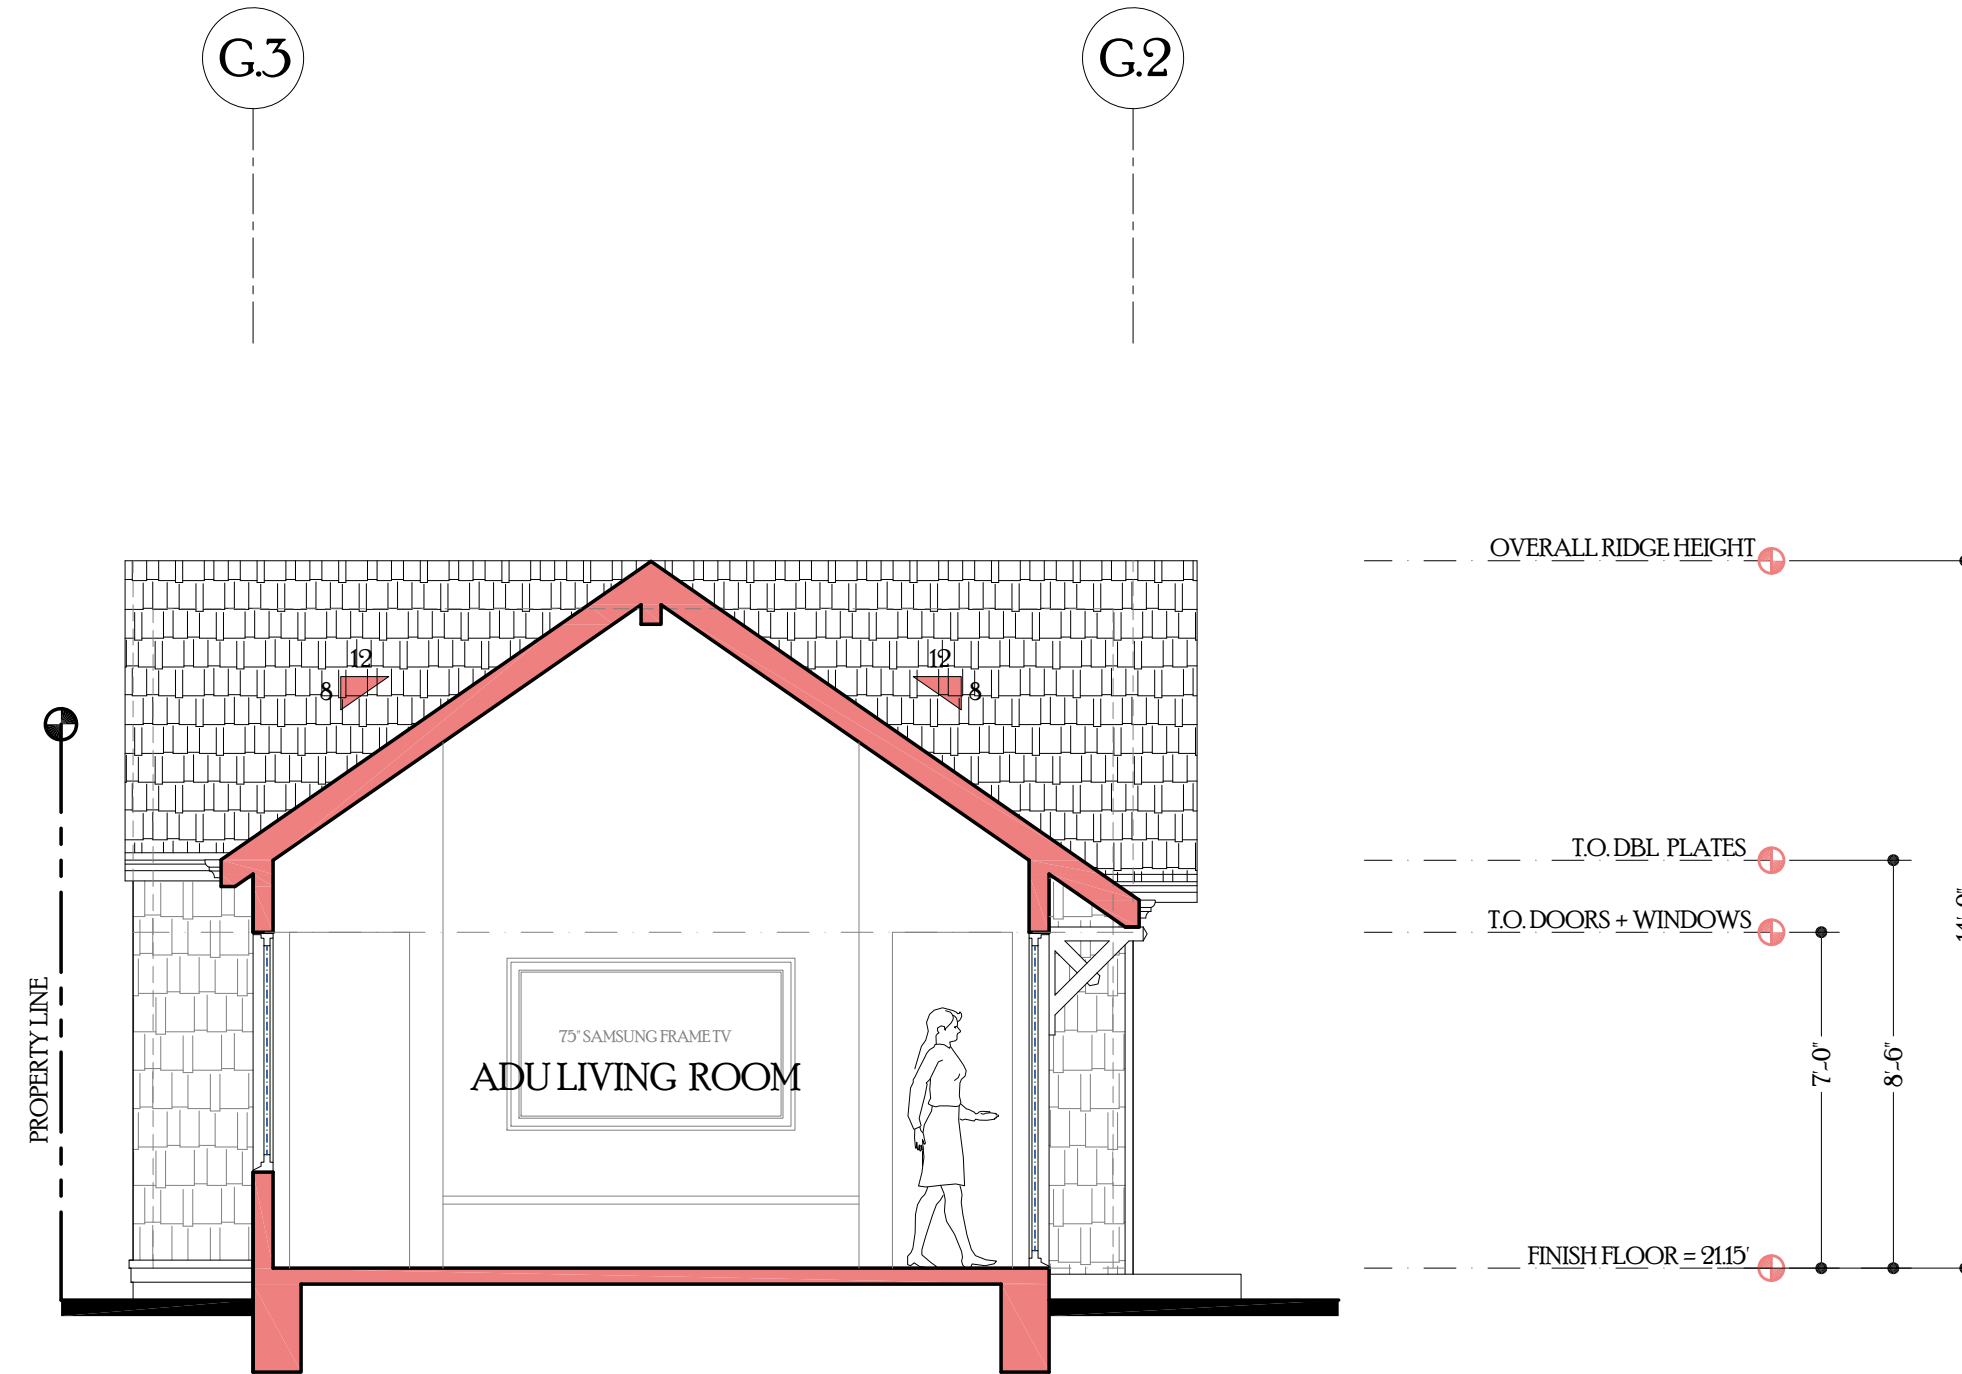 G.3
G.2
OVERALL RIDGE HEIGHT
12
8
12
8
T.O. DBL PLATES
T.O. DOORS + WINDOWS
PROPERTY LINE
75" SAMSUNG FRAME TV
ADU LIVING ROOM
7'-0"
8'-6"
FINISH FLOOR = 21.15'